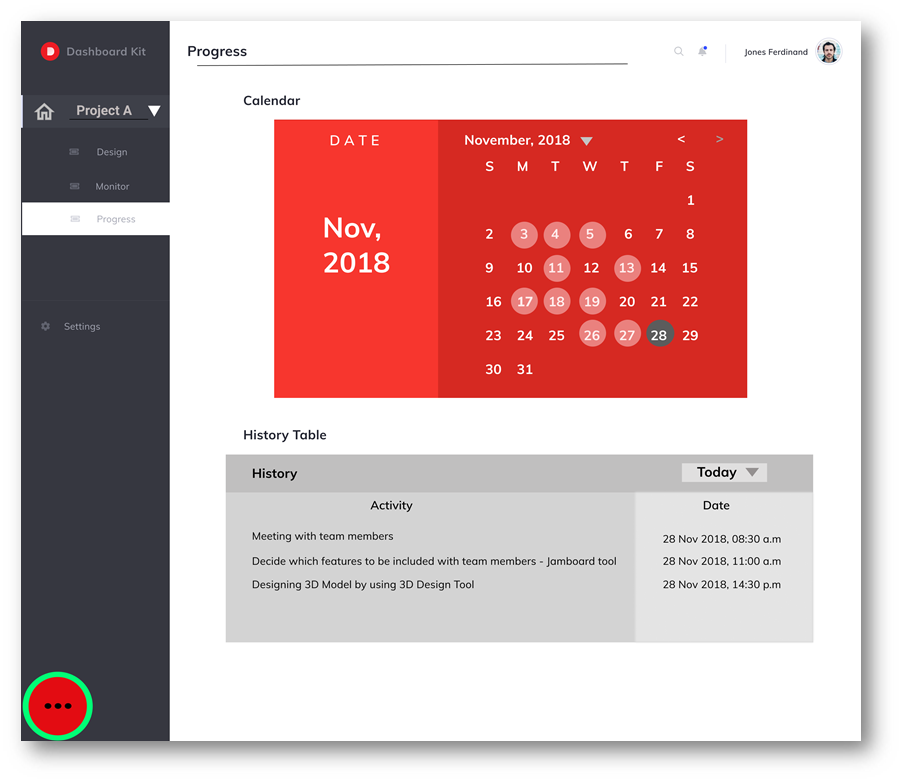 Dashboard Kit
Progress
Jones Ferdinand
Project A
Design
Monitor
Progress
Settings
Calendar
DATE
Nov,
2018
November, 2018 < >
S M T W T F S
1
2 3 4 5 6 7 8
9 10 11 12 13 14 15
16 17 18 19 20 21 22
23 24 25 26 27 28 29
30 31
History Table
History Today
Activity Date
Meeting with team members 28 Nov 2018, 08:30 a.m
Decide which features to be included with team members - Jamboard tool 28 Nov 2018, 11:00 a.m
Designing 3D Model by using 3D Design Tool 28 Nov 2018, 14:30 p.m